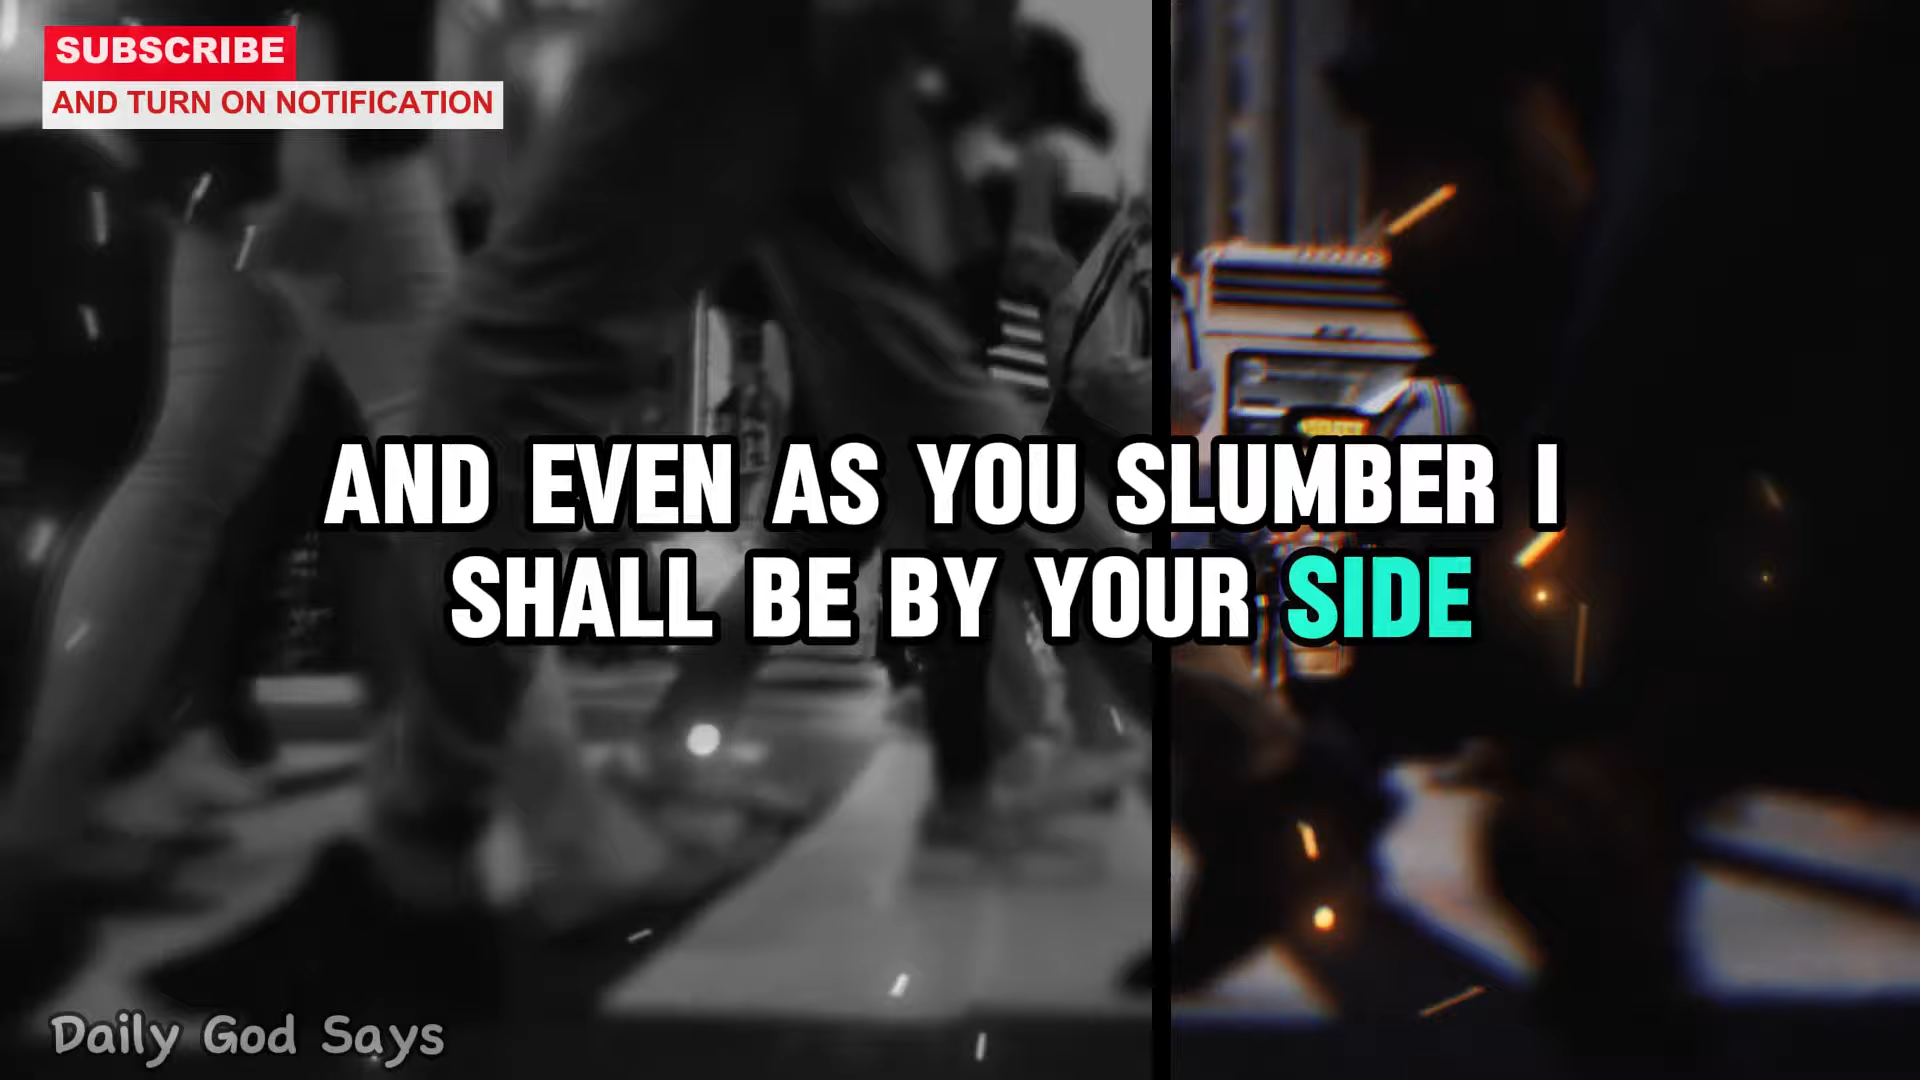 SUBSCRIBE
AND TURN ON NOTIFICATION
AND EVEN AS YOU SLUMBER I
SHALL BE BY YOUR SIDE
Daily God Says